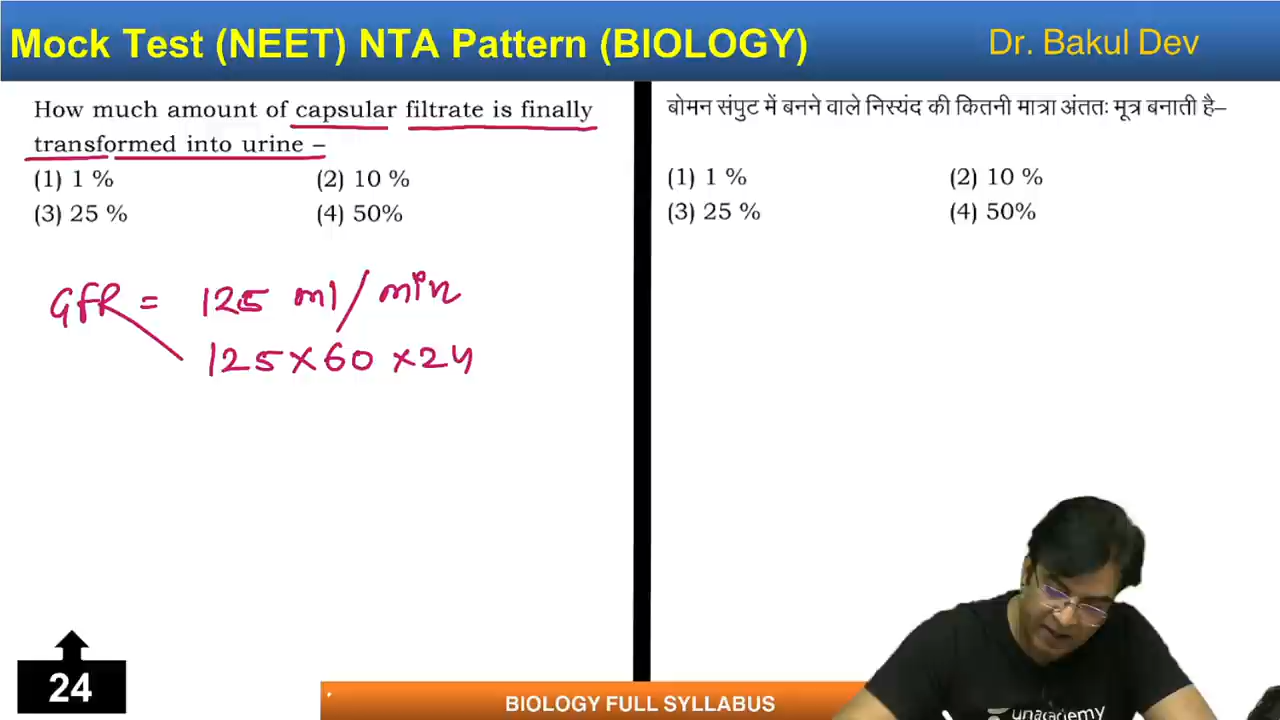 Mock Test (NEET) NTA Pattern (BIOLOGY)
Dr. Bakul Dev
How much amount of capsular filtrate is finally
transformed into urine –
(1) 1 % (2) 10 %
(3) 25 % (4) 50%
GFR = 125 ml/min
125×60×24
बोमन संपुट में बनने वाले निस्यंद की कितनी मात्रा अंततः मूत्र बनाती है–
(1) 1 % (2) 10 %
(3) 25 % (4) 50%
24
BIOLOGY FULL SYLLABUS
unacademy